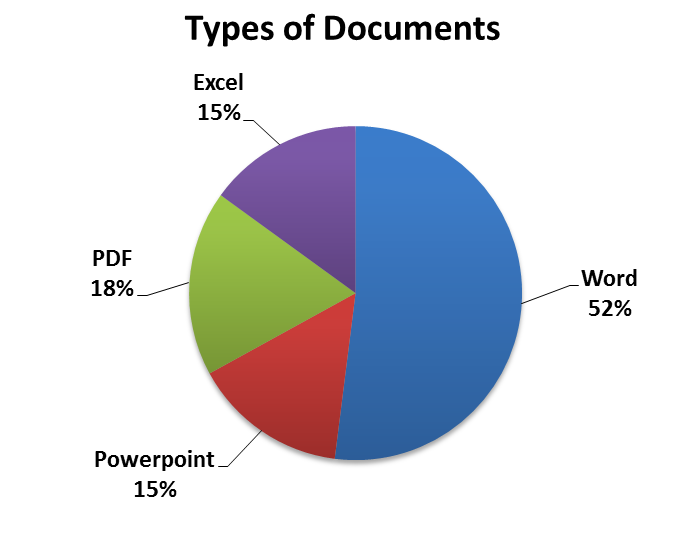 Types of Documents
Excel
15%
PDF
18%
Word
52%
Powerpoint
15%